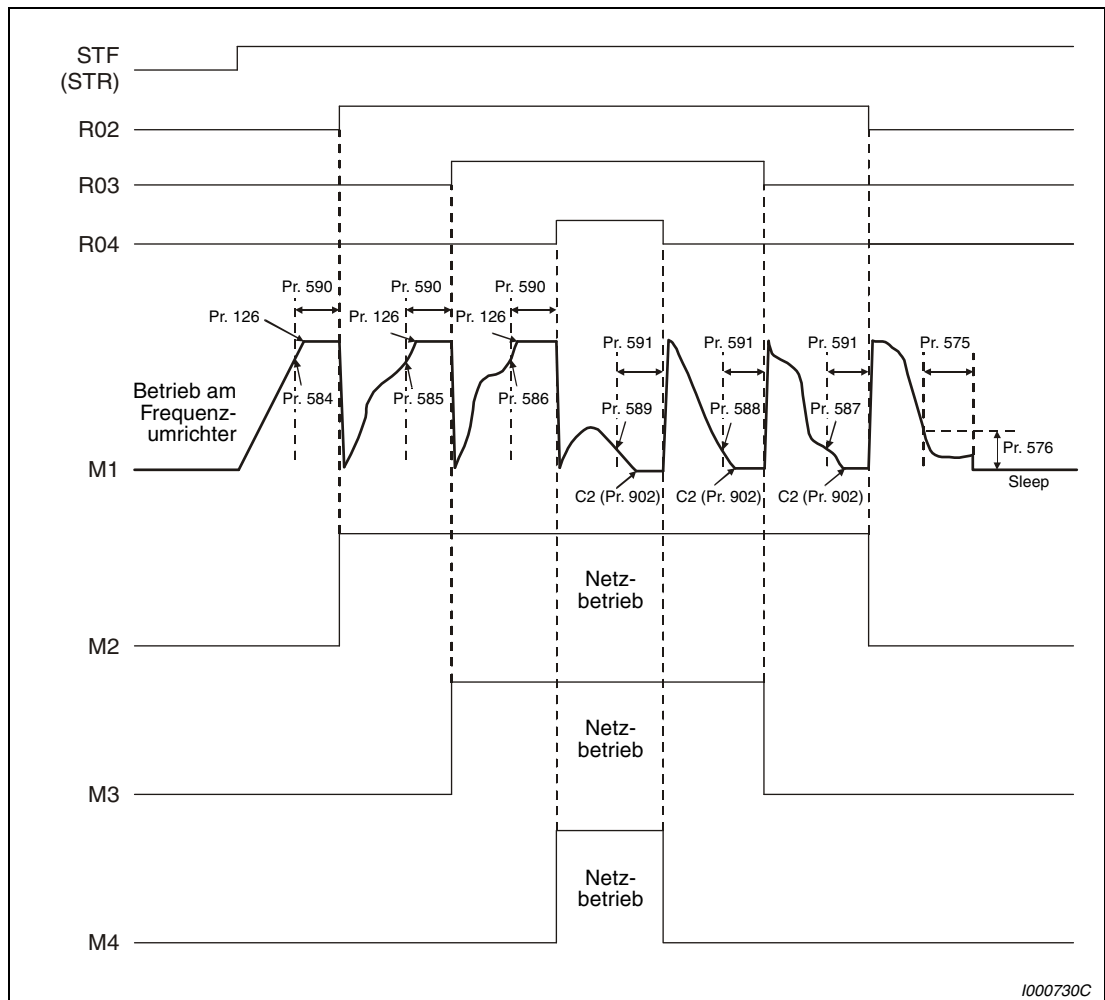 STF
(STR)
R02
R03
R04
Pr. 590
Pr. 590
Pr. 590
Pr. 126
Pr. 126
Pr. 126
Pr. 591
Pr. 591
Pr. 591
Pr. 575
Betrieb am
Frequenz-
umrichter
Pr. 584
Pr. 585
Pr. 586
Pr. 589
Pr. 588
Pr. 587
Pr. 576
M1
C2 (Pr. 902)
C2 (Pr. 902)
C2 (Pr. 902)
Sleep
Netz-
betrieb
M2
Netz-
betrieb
M3
Netz-
betrieb
M4
I000730C